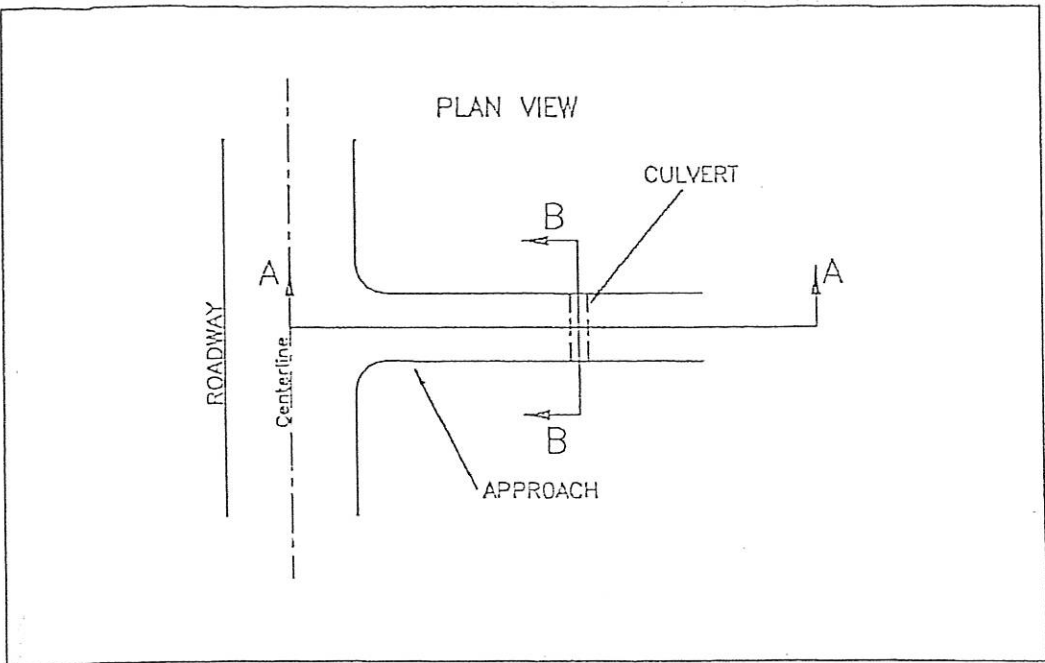 PLAN VIEW
CULVERT
B
A
A
ROADWAY
Centerline
B
APPROACH